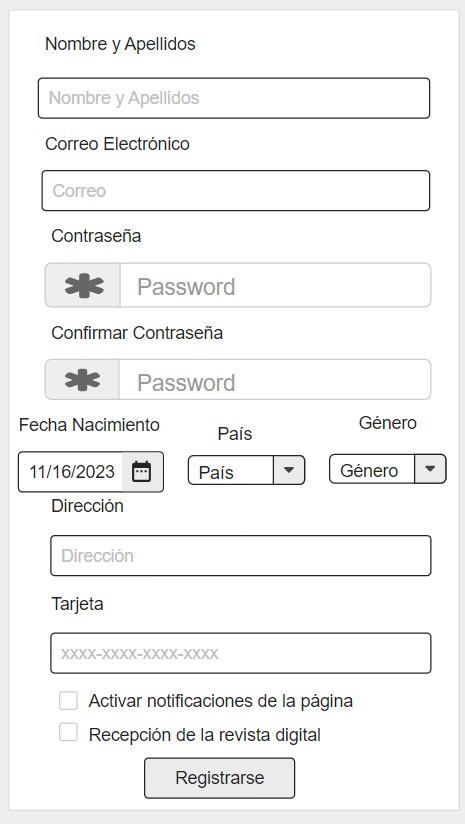 Nombre y Apellidos
Nombre y Apellidos
Correo Electrónico
Correo
Contraseña
Password
Confirmar Contraseña
Password
Fecha Nacimiento País Género
11/16/2023 País Género
Dirección
Dirección
Tarjeta
xxxx-xxxx-xxxx-xxxx
Activar notificaciones de la página
Recepción de la revista digital
Registrarse